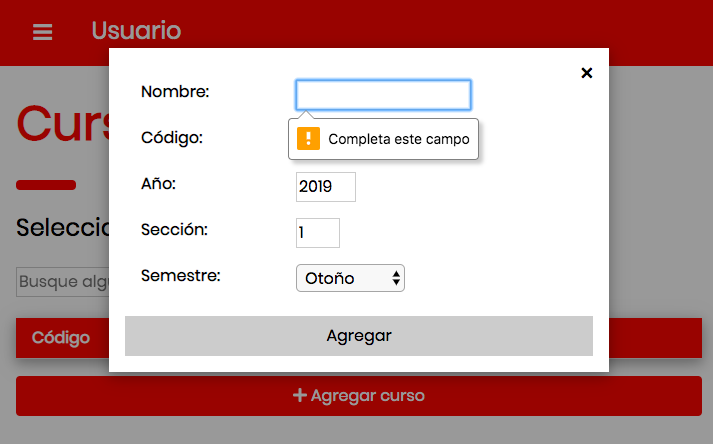 Usuario
Nombre:
Código:
Completa este campo
Año:
2019
Sección:
1
Semestre:
Otoño
Agregar
Curs
Seleccio
Busque algu
Código
Agregar curso